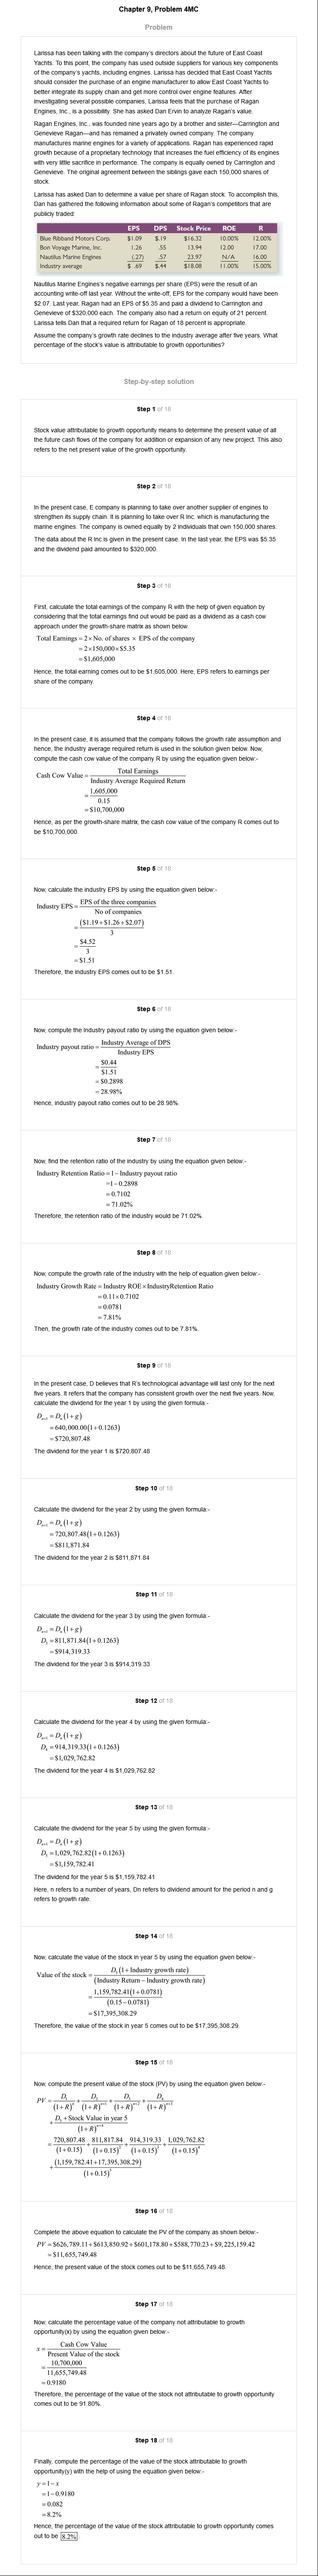 Chapter 9, Problem 4MC
Problem
Larissa has been talking with the company's directors about the future of East Coast
Yachts. To this point, the company has used outside suppliers for various key components
of the company's yachts, including engines. Larissa has decided that East Coast Yachts
should consider the purchase of an engine manufacturer to allow East Coast Yachts to
better integrate its supply chain and get more control over engine features. After
investigating several possible companies, Larissa feels that the purchase of Ragan
Engines, Inc., is a possibility. She has asked Dan Ervin to analyze Ragan's value.
Ragan Engines, Inc., was founded nine years ago by a brother and sister—Carrington and
Genevieve Ragan—and has remained a privately owned company. The company
manufactures marine engines for a variety of applications. Ragan has experienced rapid
growth because of a proprietary technology that increases the fuel efficiency of its engines
with very little sacrifice in performance. The company is equally owned by Carrington and
Genevieve. The original agreement between the siblings gave each 150,000 shares of
stock.
Larissa has asked Dan to determine a value per share of Ragan stock. To accomplish this,
Dan has gathered the following information about some of Ragan's competitors that are
publicly traded:
EPS DPS Stock Price ROE R
Blue Ribband Motors Corp. $1.09 $.19 $16.32 10.00% 12.00%
Bon Voyage Marine, Inc. 1.26 .55 13.94 12.00 17.00
Nautilus Marine Engines (.27) .57 23.97 N/A 16.00
Industry average $ .69 $.44 $18.08 11.00% 15.00%
Nautilus Marine Engines's negative earnings per share (EPS) were the result of an
accounting write-off last year. Without the write-off, EPS for the company would have been
$2.07. Last year, Ragan had an EPS of $5.35 and paid a dividend to Carrington and
Genevieve of $320,000 each. The company also had a return on equity of 21 percent.
Larissa tells Dan that a required return for Ragan of 18 percent is appropriate.
Assume the company's growth rate declines to the industry average after five years. What
percentage of the stock's value is attributable to growth opportunities?
Step-by-step solution
Step 1 of 18
Stock value attributable to growth opportunity means to determine the present value of all
the future cash flows of the company for addition or expansion of any new project. This also
refers to the net present value of the growth opportunity.
Step 2 of 18
In the present case, E company is planning to take over another supplier of engines to
strengthen its supply chain. It is planning to take over R Inc. which is manufacturing the
marine engines. The company is owned equally by 2 individuals that own 150,000 shares.
The data about the R Inc.is given in the present case. In the last year, the EPS was $5.35
and the dividend paid amounted to $320,000.
Step 3 of 18
First, calculate the total earnings of the company R with the help of given equation by
considering that the total earnings find out would be paid as a dividend as a cash cow
approach under the growth-share matrix as shown below.
Total Earnings = 2 × No. of shares × EPS of the company
= 2×150,000×$5.35
= $1,605,000
Hence, the total earning comes out to be $1,605,000. Here, EPS refers to earnings per
share of the company.
Step 4 of 18
In the present case, it is assumed that the company follows the growth rate assumption and
hence, the industry average required return is used in the solution given below. Now,
compute the cash cow value of the company R by using the equation given below:-
Cash Cow Value = Total Earnings / Industry Average Required Return
= 1,605,000 / 0.15
= $10,700,000
Hence, as per the growth-share matrix, the cash cow value of the company R comes out to
be $10,700,000.
Step 5 of 18
Now, calculate the industry EPS by using the equation given below:-
Industry EPS = EPS of the three companies / No of companies
= ($1.19 + $1.26 + $2.07) / 3
= $4.52 / 3
= $1.51
Therefore, the industry EPS comes out to be $1.51.
Step 6 of 18
Now, compute the Industry payout ratio by using the equation given below:-
Industry payout ratio = Industry Average of DPS / Industry EPS
= $0.44 / $1.51
= $0.2898
= 28.98%
Hence, industry payout ratio comes out to be 28.98%.
Step 7 of 18
Now, find the retention ratio of the industry by using the equation given below:-
Industry Retention Ratio = 1 − Industry payout ratio
=1 − 0.2898
= 0.7102
= 71.02%
Therefore, the retention ratio of the industry would be 71.02%.
Step 8 of 18
Now, compute the growth rate of the industry with the help of equation given below:-
Industry Growth Rate = Industry ROE × IndustryRetention Ratio
= 0.11×0.7102
= 0.0781
= 7.81%
Then, the growth rate of the industry comes out to be 7.81%.
Step 9 of 18
In the present case, D believes that R's technological advantage will last only for the next
five years. It refers that the company has consistent growth over the next five years. Now,
calculate the dividend for the year 1 by using the given formula:-
Dₙ₊₁ = Dₙ (1+g)
= 640,000.00(1+0.1263)
= $720,807.48
The dividend for the year 1 is $720,807.48
Step 10 of 18
Calculate the dividend for the year 2 by using the given formula:-
Dₙ₊₁ = Dₙ (1+g)
= 720,807.48(1+0.1263)
= $811,871.84
The dividend for the year 2 is $811,871.84
Step 11 of 18
Calculate the dividend for the year 3 by using the given formula:-
Dₙ₊₁ = Dₙ (1+g)
D₃ = 811,871.84(1+0.1263)
= $914,319.33
The dividend for the year 3 is $914,319.33
Step 12 of 18
Calculate the dividend for the year 4 by using the given formula:-
Dₙ₊₁ = Dₙ (1+g)
D₄ = 914,319.33(1+0.1263)
= $1,029,762.82
The dividend for the year 4 is $1,029,762.82
Step 13 of 18
Calculate the dividend for the year 5 by using the given formula:-
Dₙ₊₁ = Dₙ (1+g)
D₅ = 1,029,762.82(1+0.1263)
= $1,159,782.41
The dividend for the year 5 is $1,159,782.41
Here, n refers to a number of years, Dn refers to dividend amount for the period n and g
refers to growth rate.
Step 14 of 18
Now, calculate the value of the stock in year 5 by using the equation given below:-
Value of the stock = D₅ (1+Industry growth rate) / (Industry Return − Industry growth rate)
= 1,159,782.41(1+0.0781) / (0.15−0.0781)
= $17,395,308.29
Therefore, the value of the stock in year 5 comes out to be $17,395,308.29.
Step 15 of 18
Now, compute the present value of the stock (PV) by using the equation given below:-
PV = D₁/(1+R)ⁿ + D₂/(1+R)ⁿ⁺¹ + D₃/(1+R)ⁿ⁺² + D₄/(1+R)ⁿ⁺³
+ D₅ + Stock Value in year 5 / (1+R)ⁿ⁺⁴
= 720,807.48/(1+0.15) + 811,817.84/(1+0.15)² + 914,319.33/(1+0.15)³ + 1,029,762.82/(1+0.15)⁴
+ (1,159,782.41+17,395,308.29)/(1+0.15)⁵
Step 16 of 18
Complete the above equation to calculate the PV of the company as shown below:-
PV = $626,789.11+$613,850.92+$601,178.80+$588,770.23+$9,225,159.42
= $11,655,749.48
Hence, the present value of the stock comes out to be $11,655,749.48.
Step 17 of 18
Now, calculate the percentage value of the company not attributable to growth
opportunity(x) by using the equation given below:-
x = Cash Cow Value / Present Value of the stock
= 10,700,000 / 11,655,749.48
= 0.9180
Therefore, the percentage of the value of the stock not attributable to growth opportunity
comes out to be 91.80%.
Step 18 of 18
Finally, compute the percentage of the value of the stock attributable to growth
opportunity(y) with the help of using the equation given below:-
y = 1−x
= 1−0.9180
= 0.082
= 8.2%
Hence, the percentage of the value of the stock attributable to growth opportunity comes
out to be 8.2%.